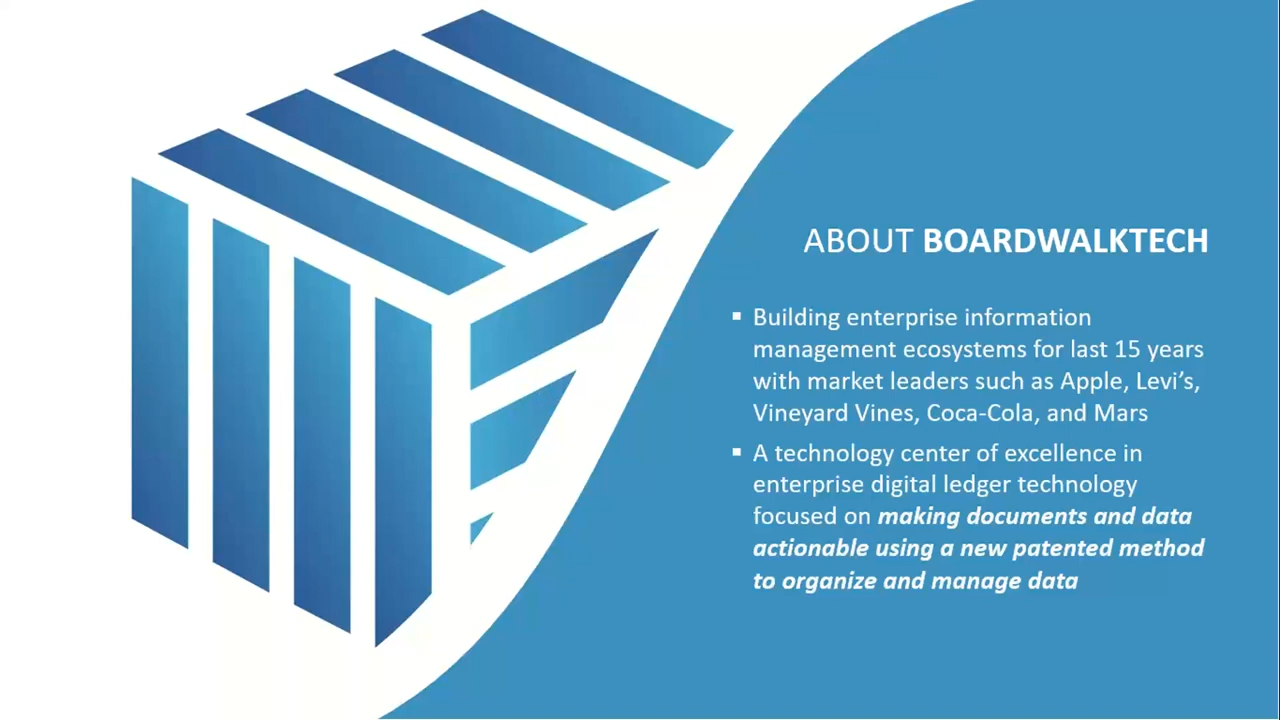 ABOUT BOARDWALKTECH
▪ Building enterprise information
management ecosystems for last 15 years
with market leaders such as Apple, Levi’s,
Vineyard Vines, Coca-Cola, and Mars
▪ A technology center of excellence in
enterprise digital ledger technology
focused on making documents and data
actionable using a new patented method
to organize and manage data